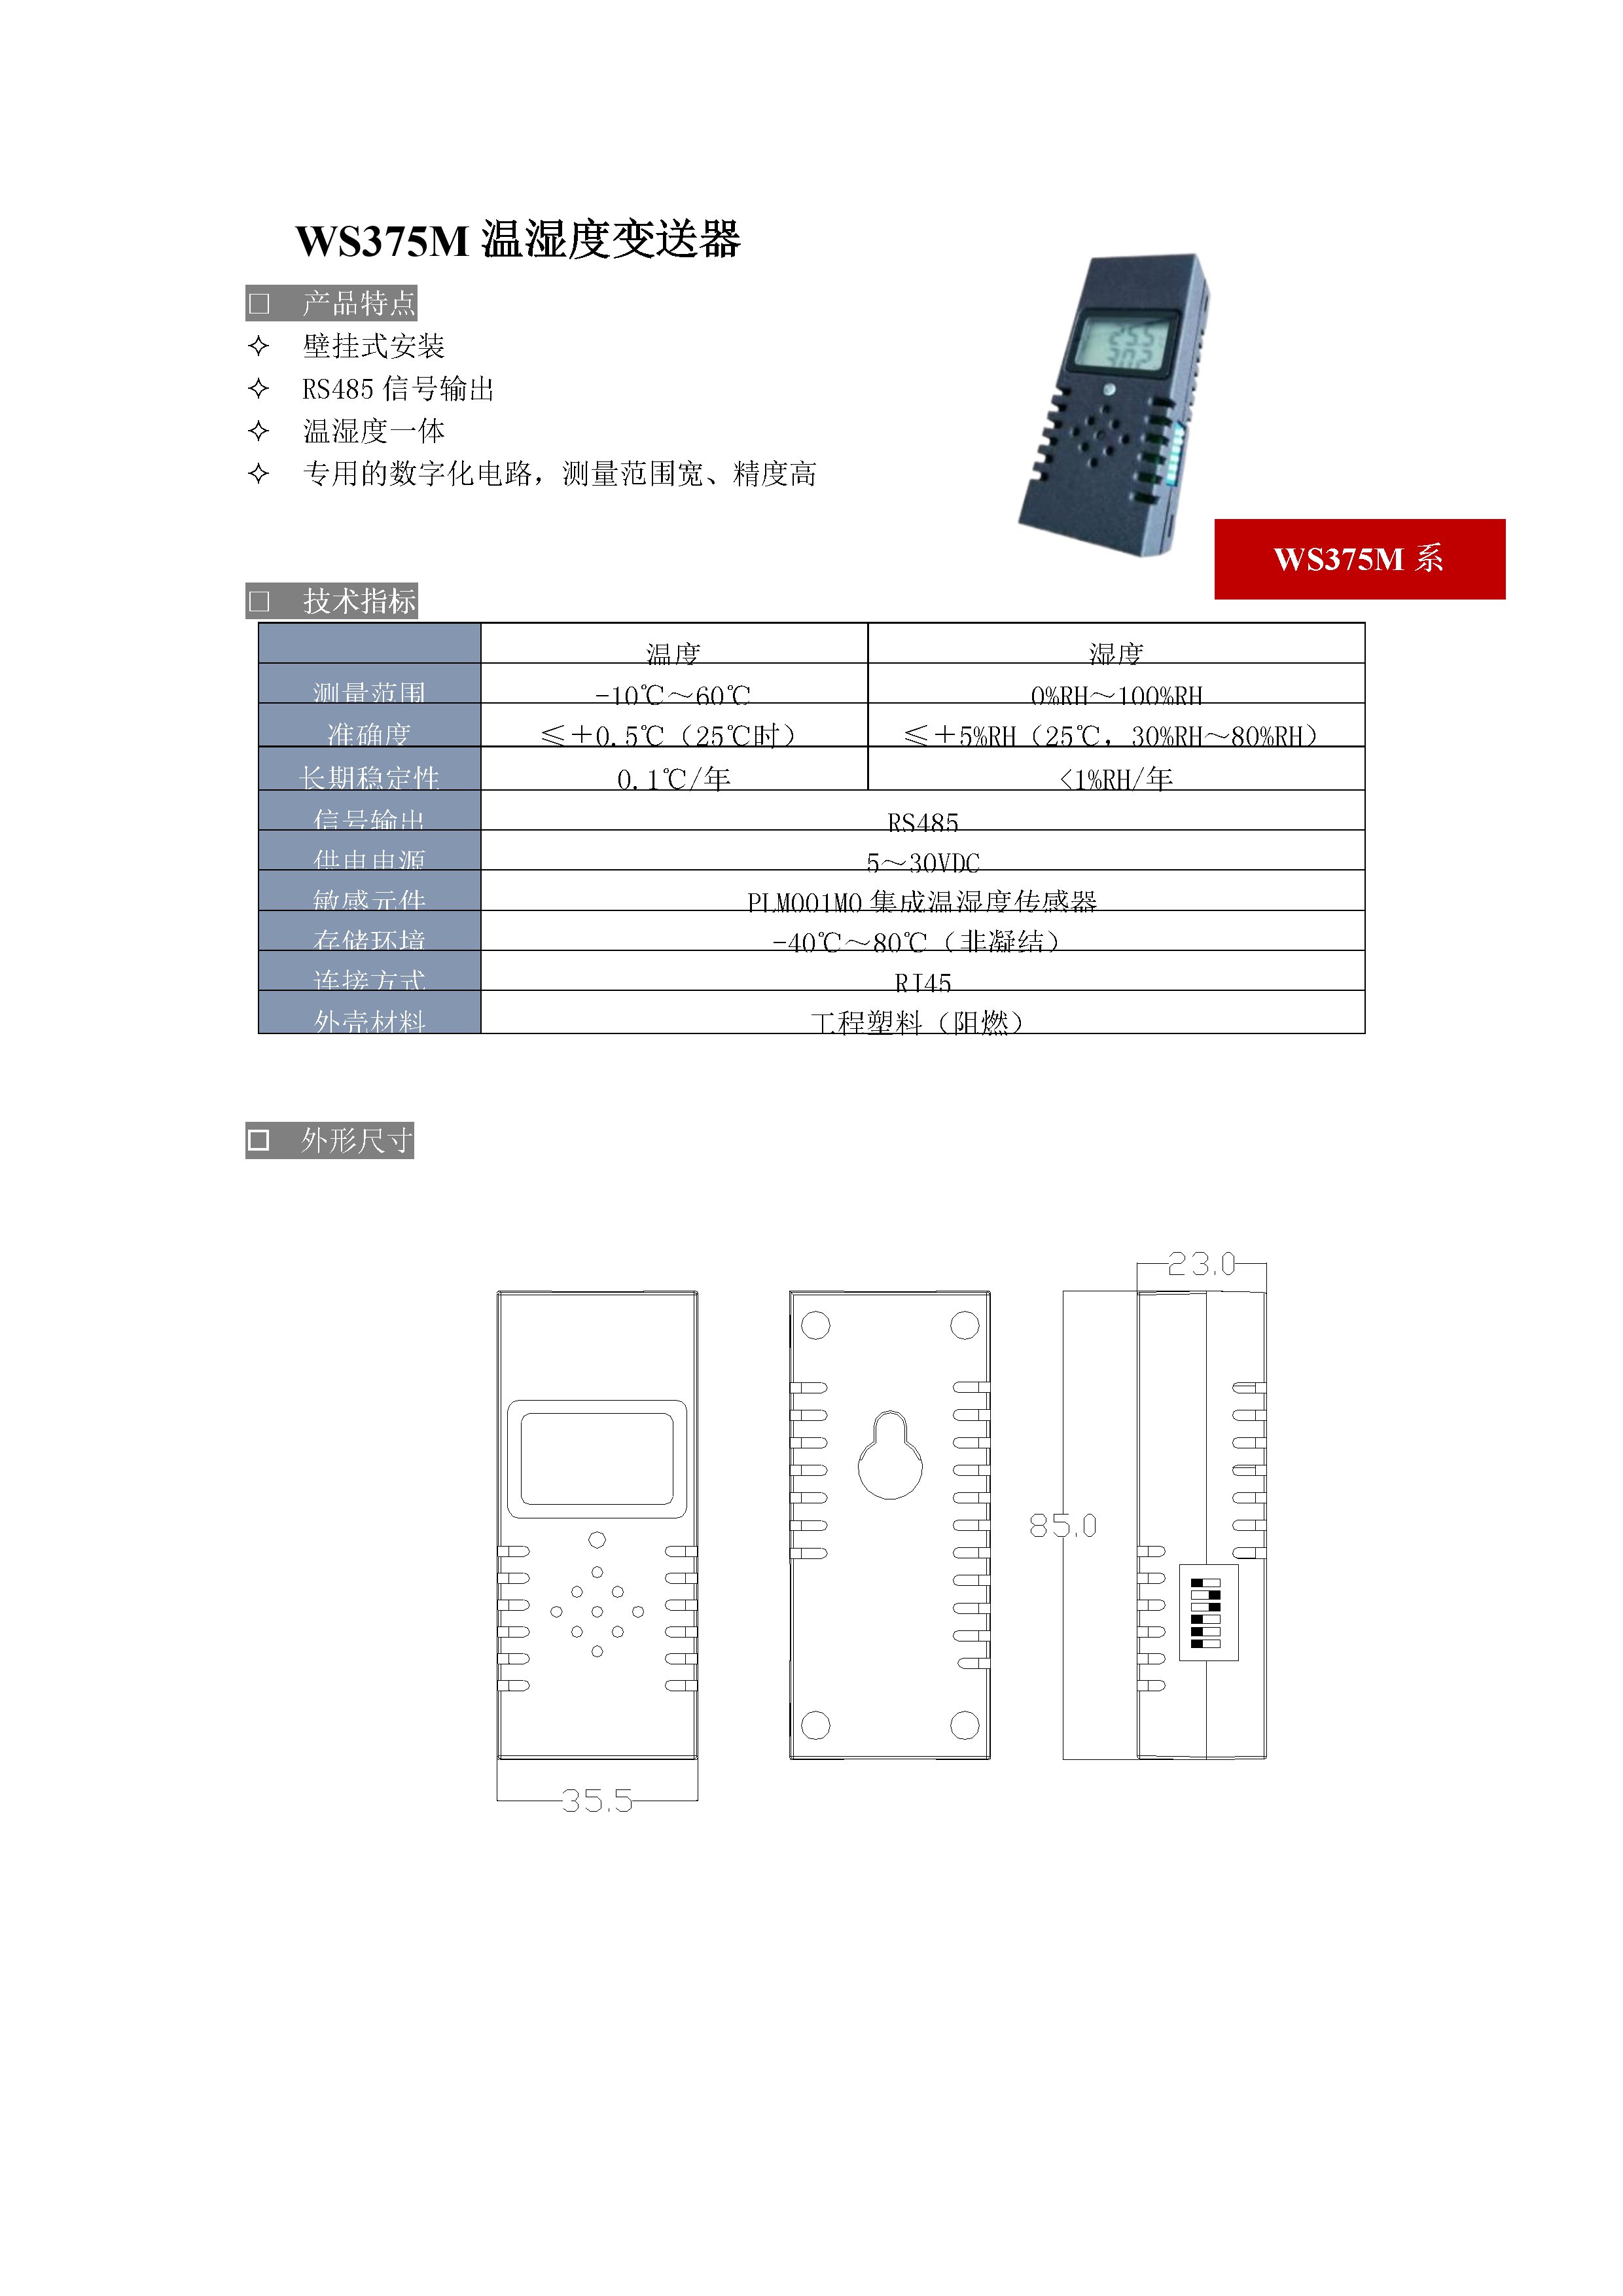 WS375M 温湿度变送器
□ 产品特点
✧ 壁挂式安装
✧ RS485 信号输出
✧ 温湿度一体
✧ 专用的数字化电路，测量范围宽、精度高
25.5
30.2
WS375M 系
□ 技术指标
温度 湿度
测量范围 -10℃～60℃ 0%RH～100%RH
准确度 ≤±0.5℃（25℃时） ≤±5%RH（25℃，30%RH～80%RH）
长期稳定性 0.1℃/年 <1%RH/年
信号输出 RS485
供电电源 5～30VDC
敏感元件 PLM001M0 集成温湿度传感器
存储环境 -40℃～80℃（非凝结）
连接方式 RJ45
外壳材料 工程塑料（阻燃）
□ 外形尺寸
23.0
85.0
35.5